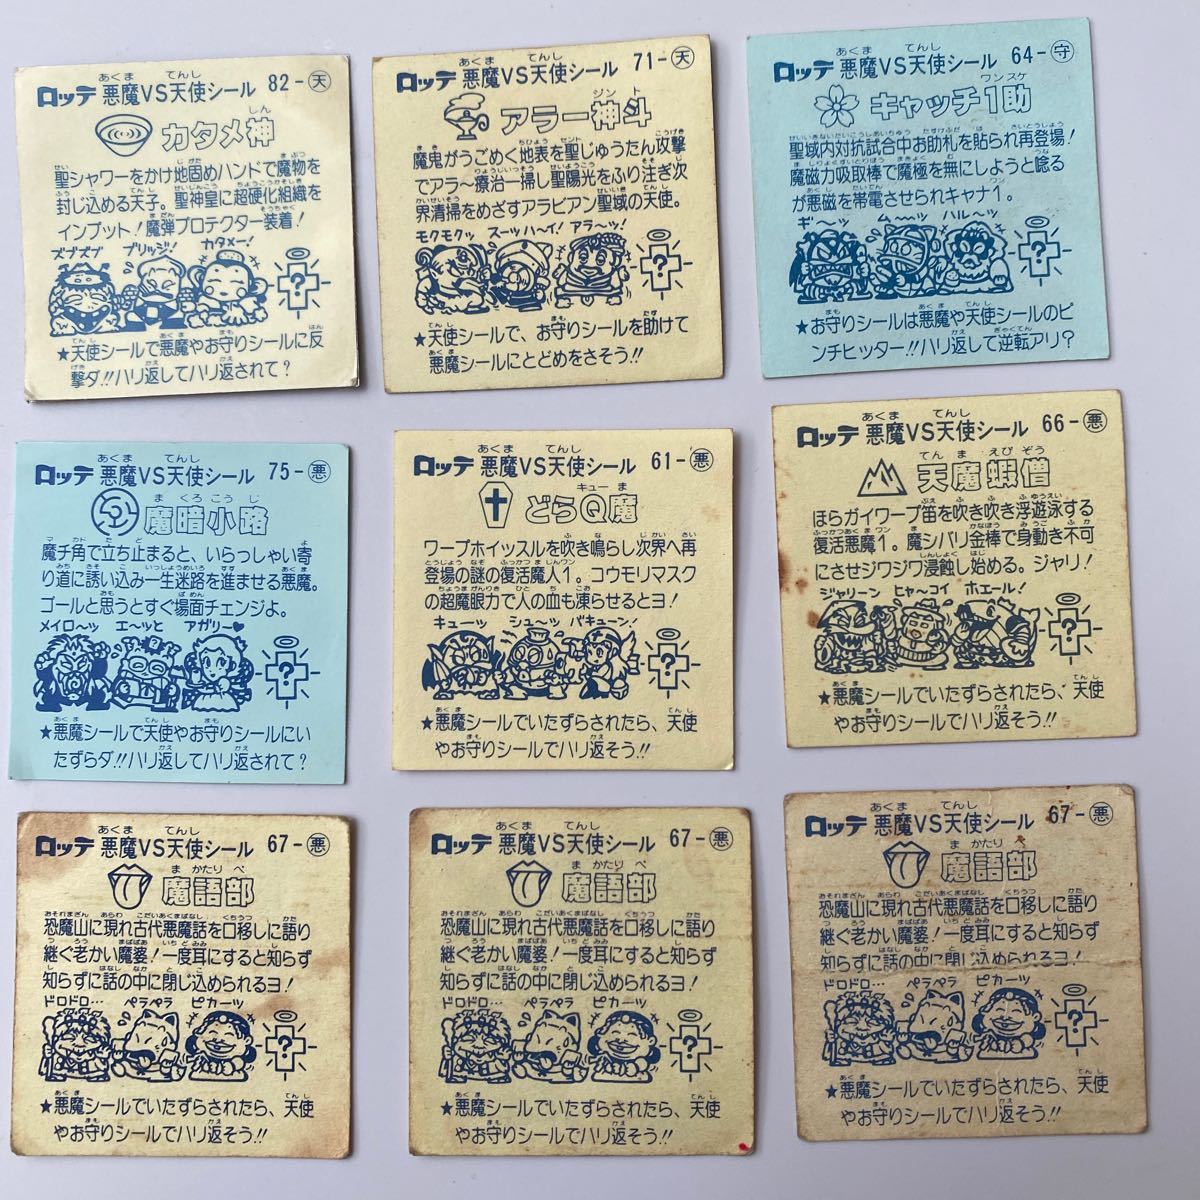 ロッテ 悪魔VS天使シール 82-天
カタメ神
聖シャワーをかけ地固めハンドで魔物を
封じ込める天子。聖神皇に超硬化組織を
インプット!魔弾プロテクター装着!
ズブズブ ブリッジ! カタメー!
?
★天使シールで悪魔やお守りシールに反
撃ダ!!ハリ返してハリ返されて?
ロッテ 悪魔VS天使シール 71-天
アラー神斗
魔鬼がうごめく地表を聖じゅうたん攻撃
でアラ〜療治一掃し聖陽光をふり注ぎ次
界清掃をめざすアラビアン聖域の天使。
モクモクッ スーッハ〜イ! アラ〜ッ!
?
★天使シールで、お守りシールを助けて
悪魔シールにとどめをさそう!!
ロッテ 悪魔VS天使シール 64-守
キャッチ1助
聖域内対抗試合中お助札を貼られ再登場!
魔磁力吸取棒で魔極を無にしようと唸る
が悪磁を帯電させられキャナ1。
ギ〜ッ ム〜ッ ハル〜ッ!
?
★お守りシールは悪魔や天使シールのピ
ンチヒッター!!ハリ返して逆転アリ?
ロッテ 悪魔VS天使シール 75-悪
魔暗小路
魔チ角で立ち止まると、いらっしゃい寄
り道に誘い込み一生迷路を進ませる悪魔。
ゴールと思うとすぐ場面チェンジよ。
メイロ〜ッ エ〜ッと アガリー♥
?
★悪魔シールで天使やお守りシールにい
たずらダ!!ハリ返してハリ返されて?
ロッテ 悪魔VS天使シール 61-悪
どらQ魔
ワープホイッスルを吹き鳴らし次界へ再
登場の謎の復活魔人1。コウモリマスク
の超魔眼力で人の血も凍らせるとヨ!
キューッ シュ〜ッ バキューン!
?
★悪魔シールでいたずらされたら、天使
やお守りシールでハリ返そう!!
ロッテ 悪魔VS天使シール 66-悪
天魔蝦僧
ほらガイワープ笛を吹き吹き浮遊泳する
復活悪魔1。魔シバリ金棒で身動き不可
にさせジワジワ浸蝕し始める。ジャリ!
ジャリーン ヒャ〜コイ ホエール!
?
★悪魔シールでいたずらされたら、天使
やお守りシールでハリ返そう!!
ロッテ 悪魔VS天使シール 67-悪
魔語部
恐魔山に現れ古代悪魔話を口移しに語り
継ぐ老かい魔婆!一度耳にすると知らず
知らずに話の中に閉じ込められるヨ!
ドロドロ… ペラペラ ピカーッ
?
★悪魔シールでいたずらされたら、天使
やお守りシールでハリ返そう!!
ロッテ 悪魔VS天使シール 67-悪
魔語部
恐魔山に現れ古代悪魔話を口移しに語り
継ぐ老かい魔婆!一度耳にすると知らず
知らずに話の中に閉じ込められるヨ!
ドロドロ… ペラペラ ピカーッ
?
★悪魔シールでいたずらされたら、天使
やお守りシールでハリ返そう!!
ロッテ 悪魔VS天使シール 67-悪
魔語部
恐魔山に現れ古代悪魔話を口移しに語り
継ぐ老かい魔婆!一度耳にすると知らず
知らずに話の中に閉じ込められるヨ!
ドロドロ… ペラペラ ピカーッ
?
★悪魔シールでいたずらされたら、天使
やお守りシールでハリ返そう!!